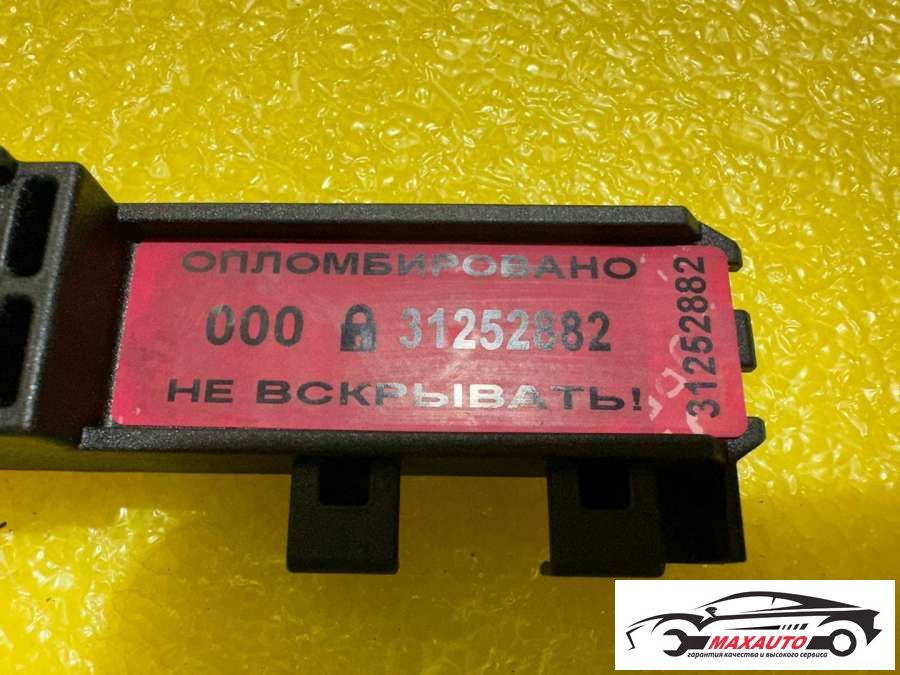 ОПЛОМБИРОВАНО
000 31252882
НЕ ВСКРЫВАТЬ!
31252882
MAXAUTO
гарантия качества и высокого сервиса